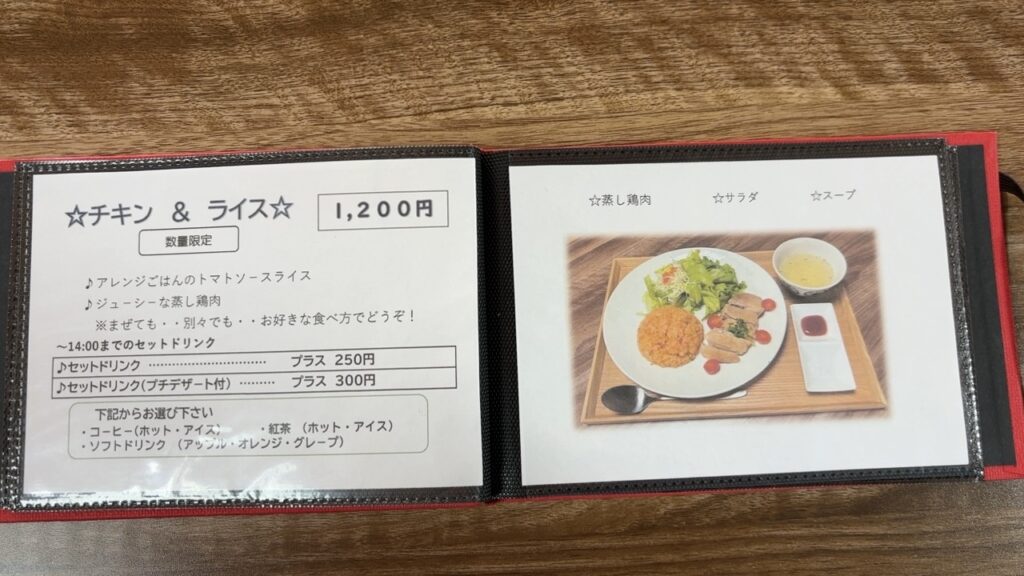 ☆チキン ＆ ライス☆
1,200円
数量限定
♪アレンジごはんのトマトソースライス
♪ジューシーな蒸し鶏肉
※まぜても・・別々でも・・お好きな食べ方でどうぞ！
～14:00までのセットドリンク
♪セットドリンク ………………………… プラス 250円
♪セットドリンク(プチデザート付) ……… プラス 300円
下記からお選び下さい
・コーヒー(ホット・アイス) ・紅茶 (ホット・アイス)
・ソフトドリンク (アップル・オレンジ・グレープ)
☆蒸し鶏肉 ☆サラダ ☆スープ